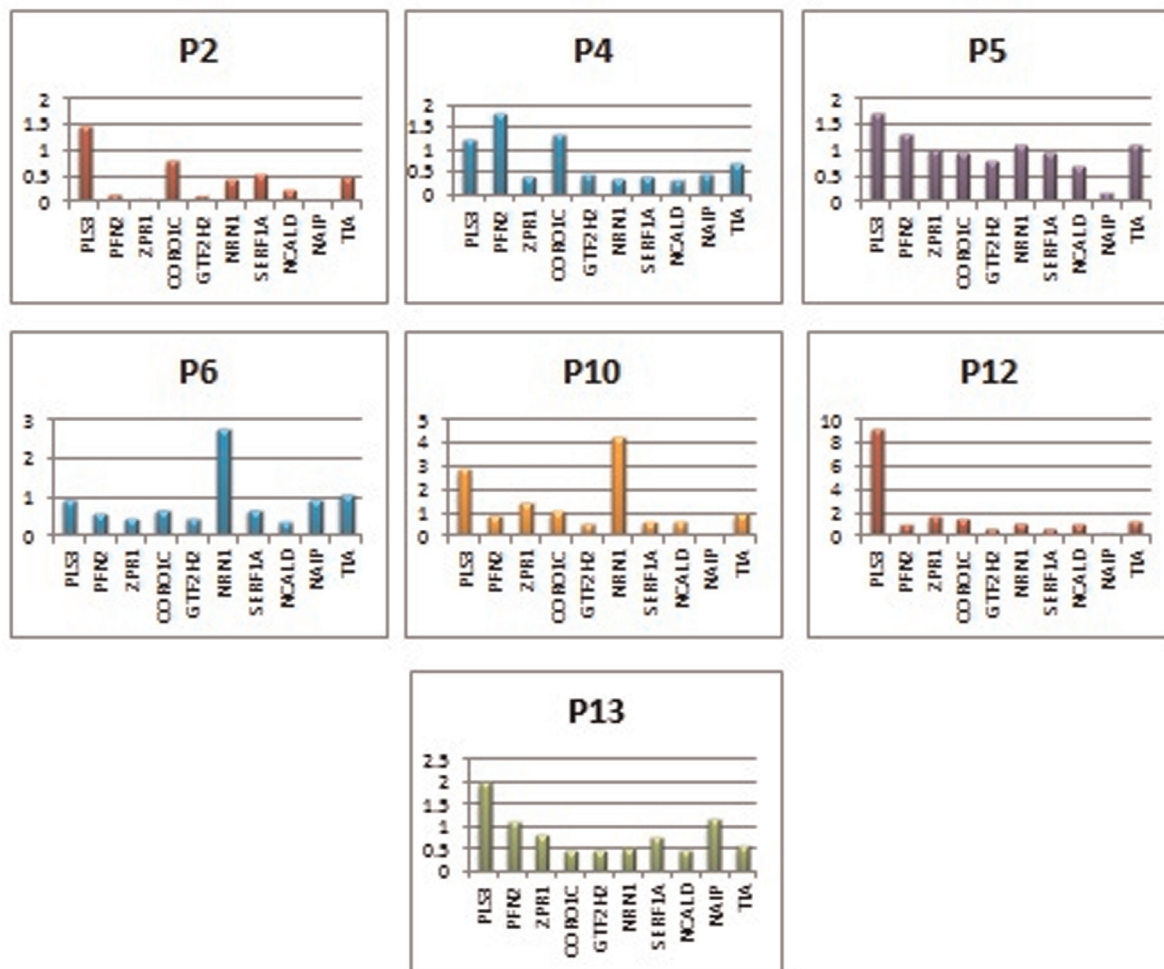 P2
2
1.5
1
0.5
0
PLS3
PFN2
ZPR1
CORO1C
GTF2H2
NRN1
SERF1A
NCALD
NAIP
TIA
P4
2
1.5
1
0.5
0
PLS3
PFN2
ZPR1
CORO1C
GTF2H2
NRN1
SERF1A
NCALD
NAIP
TIA
P5
2
1.5
1
0.5
0
PLS3
PFN2
ZPR1
CORO1C
GTF2H2
NRN1
SERF1A
NCALD
NAIP
TIA
P6
3
2
1
0
PLS3
PFN2
ZPR1
CORO1C
GTF2H2
NRN1
SERF1A
NCALD
NAIP
TIA
P10
5
4
3
2
1
0
PLS3
PFN2
ZPR1
CORO1C
GTF2H2
NRN1
SERF1A
NCALD
NAIP
TIA
P12
10
8
6
4
2
0
PLS3
PFN2
ZPR1
CORO1C
GTF2H2
NRN1
SERF1A
NCALD
NAIP
TIA
P13
2.5
2
1.5
1
0.5
0
PLS3
PFN2
ZPR1
CORO1C
GTF2H2
NRN1
SERF1A
NCALD
NAIP
TIA